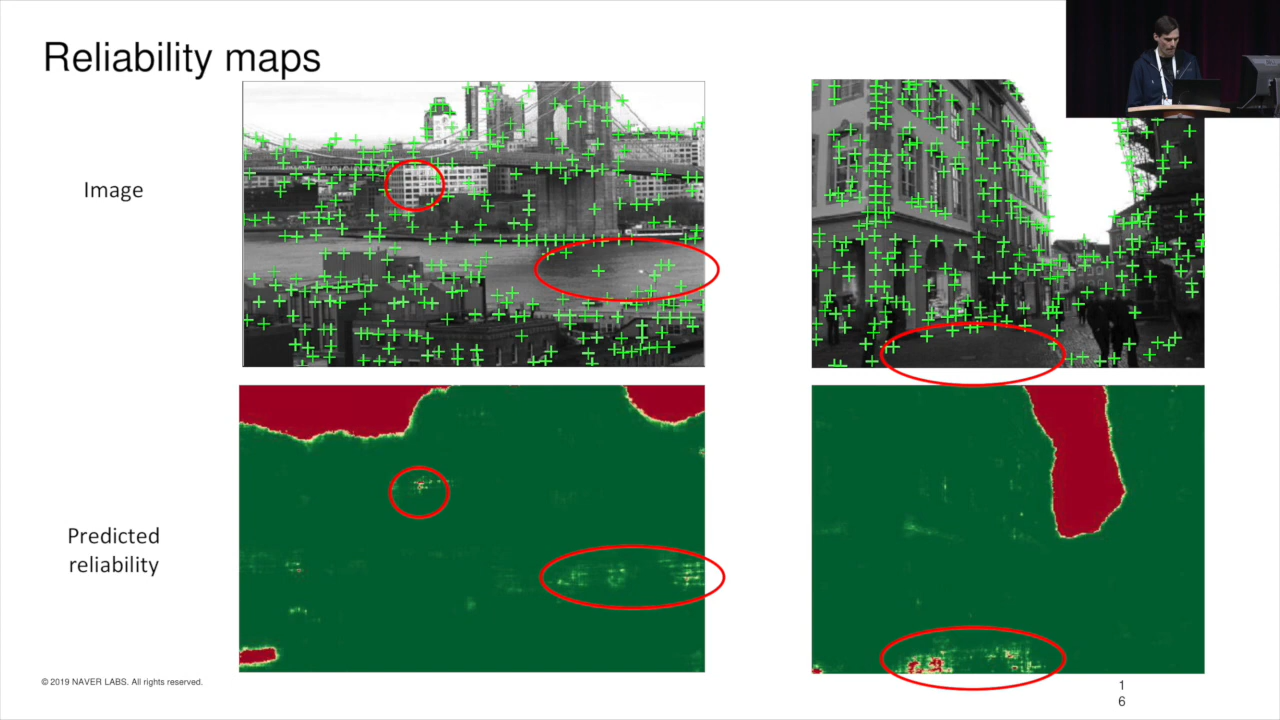 Reliability maps
Image
Predicted
reliability
© 2019 NAVER LABS. All rights reserved.
1
6